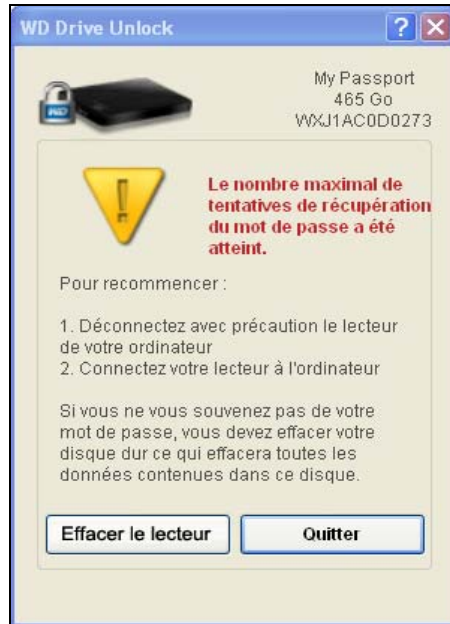 WD Drive Unlock
?
My Passport
465 Go
WXJ1AC0D0273
WD
Le nombre maximal de
tentatives de récupération
du mot de passe a été
atteint.
Pour recommencer :
1. Déconnectez avec précaution le lecteur
de votre ordinateur
2. Connectez votre lecteur à l'ordinateur
Si vous ne vous souvenez pas de votre
mot de passe, vous devez effacer votre
disque dur ce qui effacera toutes les
données contenues dans ce disque.
Effacer le lecteur
Quitter